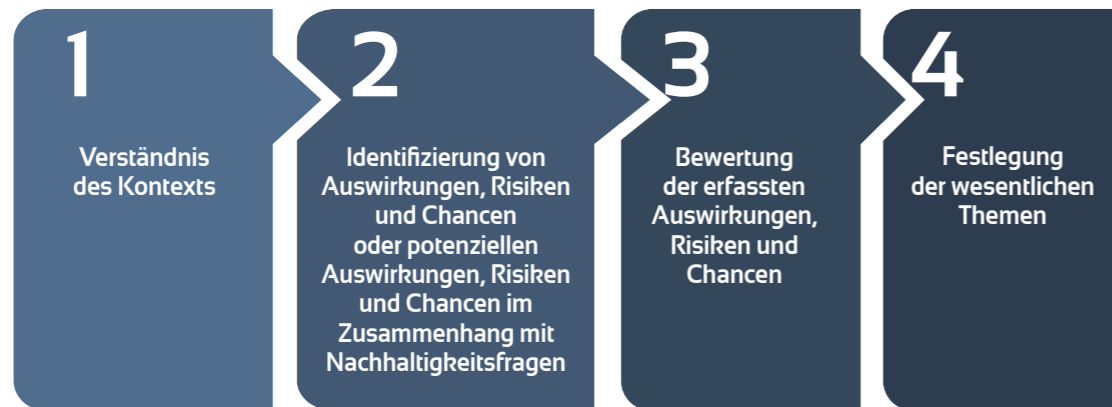 1
Verständnis
des Kontexts
2
Identifizierung von
Auswirkungen, Risiken
und Chancen
oder potenziellen
Auswirkungen, Risiken
und Chancen im
Zusammenhang mit
Nachhaltigkeitsfragen
3
Bewertung
der erfassten
Auswirkungen,
Risiken und
Chancen
4
Festlegung
der wesentlichen
Themen